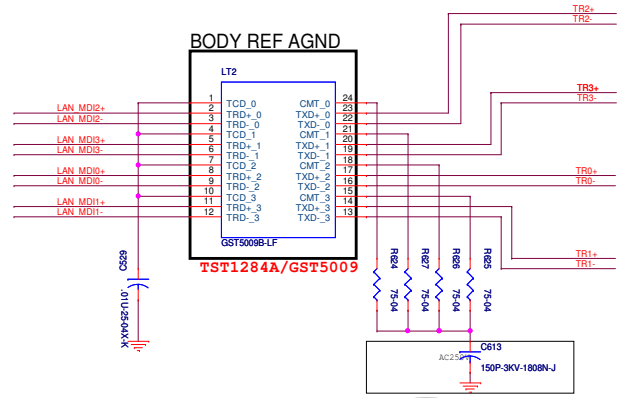 TR2+
TR2-
BODY REF AGND
LT2
TR3+
TR3-
1 TCD_0 CMT_0 24
LAN_MDI2+ 2 TRD+_0 TXD+_0 23
LAN_MDI2- 3 TRD-_0 TXD-_0 22
4 TCD_1 CMT_1 21
LAN_MDI3+ 5 TRD+_1 TXD+_1 20
LAN_MDI3- 6 TRD-_1 TXD-_1 19
7 TCD_2 CMT_2 18
LAN_MDI0+ 8 TRD+_2 TXD+_2 17 TR0+
LAN_MDI0- 9 TRD-_2 TXD-_2 16 TR0-
10 TCD_3 CMT_3 15
LAN_MDI1+ 11 TRD+_3 TXD+_3 14
LAN_MDI1- 12 TRD-_3 TXD-_3 13
GST5009B-LF
TST1284A/GST5009
TR1+
TR1-
C529
.01U-25-04X-K
R624
75-04
R627
75-04
R626
75-04
R625
75-04
C613
150P-3KV-1808N-J